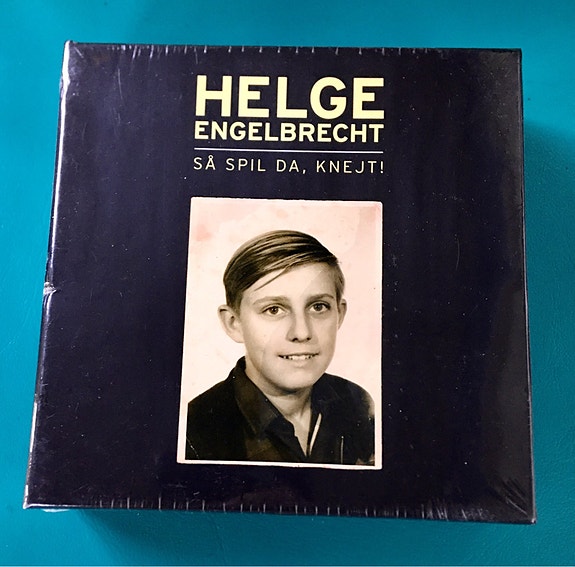 HELGE
ENGELBRECHT
SÅ SPIL DA, KNEJT!